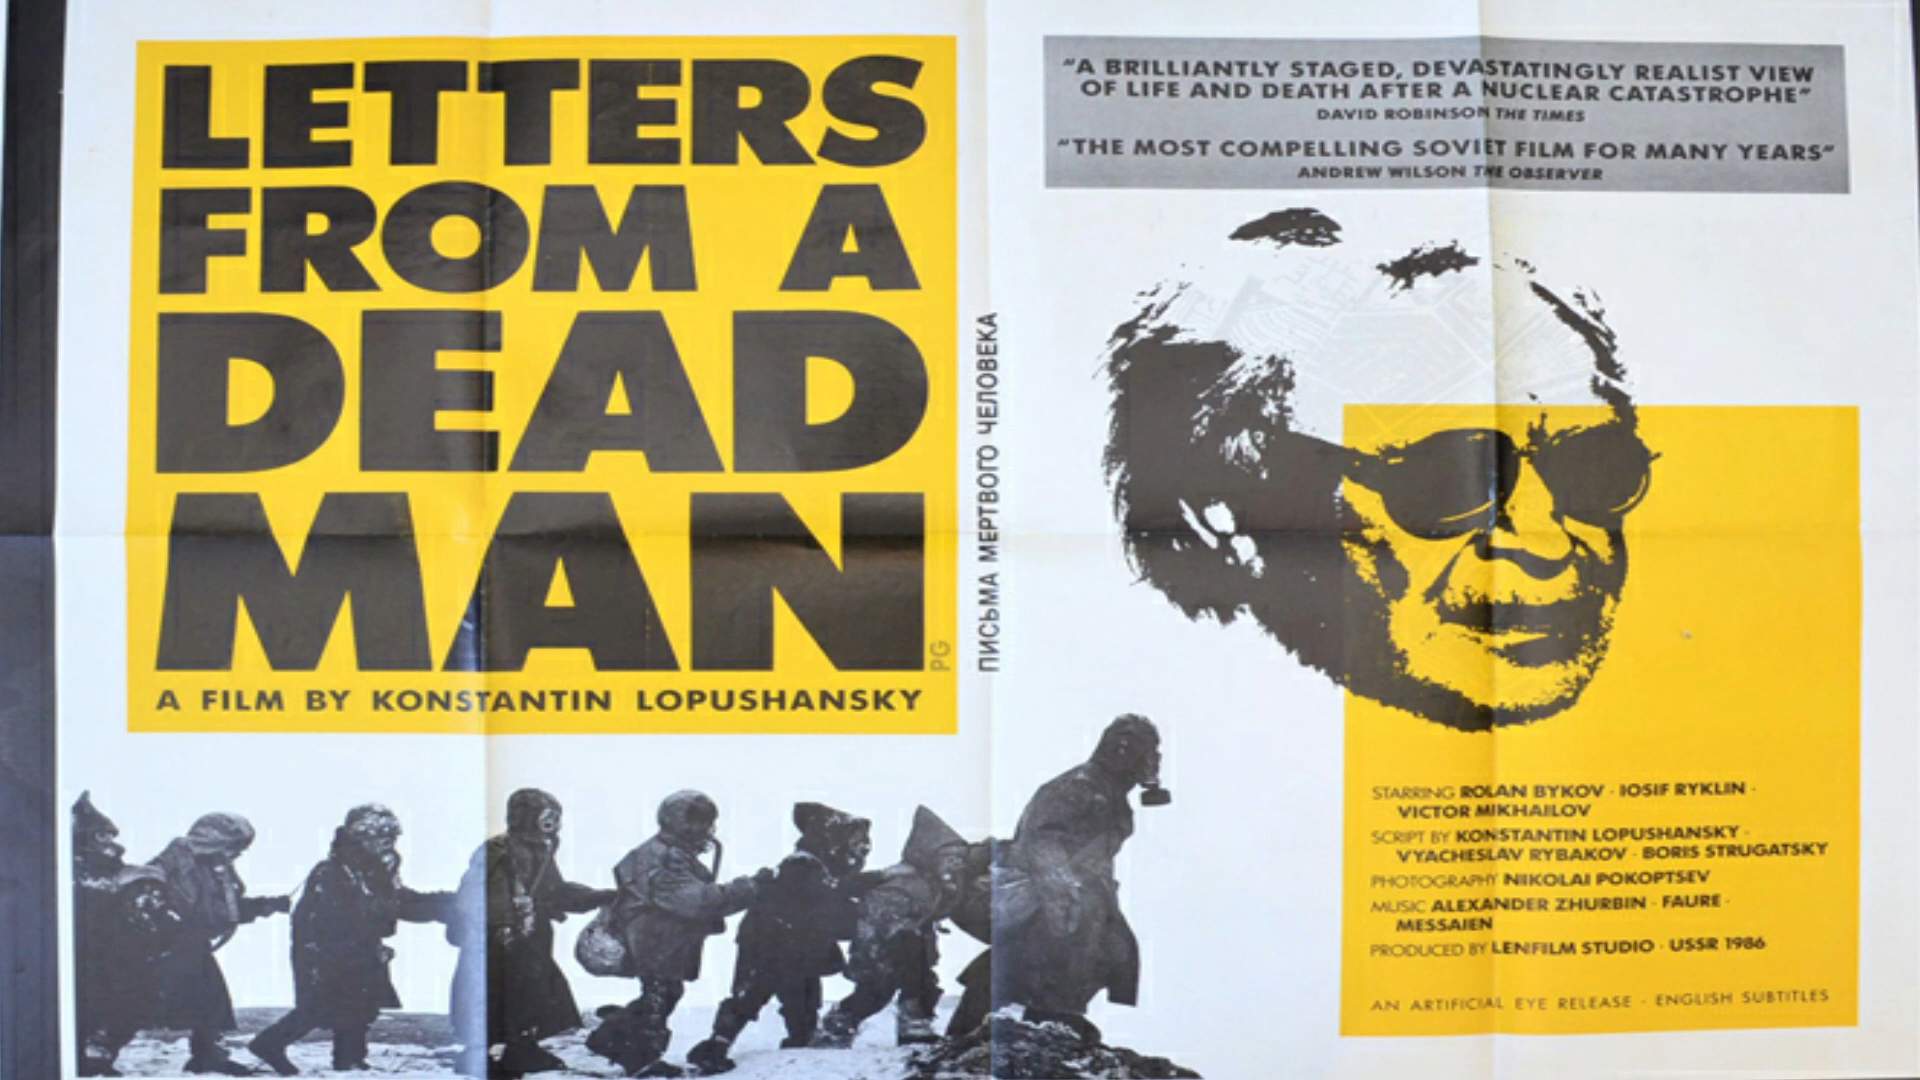 LETTERS
FROM A
DEAD
MAN
PG
A FILM BY KONSTANTIN LOPUSHANSKY
ПИСЬМА МЕРТВОГО ЧЕЛОВЕКА
"A BRILLIANTLY STAGED, DEVASTATINGLY REALIST VIEW
OF LIFE AND DEATH AFTER A NUCLEAR CATASTROPHE"
DAVID ROBINSON THE TIMES
"THE MOST COMPELLING SOVIET FILM FOR MANY YEARS"
ANDREW WILSON THE OBSERVER
STARRING ROLAN BYKOV · IOSIF RYKLIN ·
VICTOR MIKHAILOV
SCRIPT BY KONSTANTIN LOPUSHANSKY ·
VYACHESLAV RYBAKOV · BORIS STRUGATSKY
PHOTOGRAPHY NIKOLAI POKOPTSEV
MUSIC ALEXANDER ZHURBIN · FAURE ·
MESSAIEN
PRODUCED BY LENFILM STUDIO · USSR 1986
AN ARTIFICIAL EYE RELEASE · ENGLISH SUBTITLES